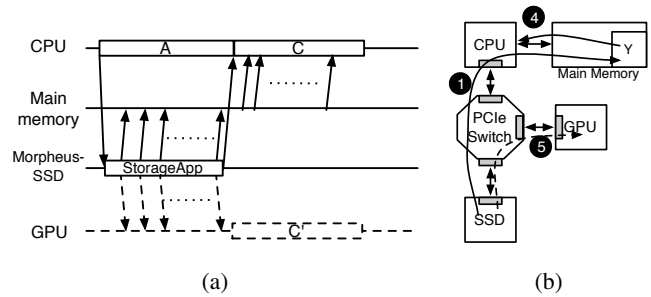 CPU
A
C
........
Main
memory
........
Morpheus-
SSD
StorageApp
........
GPU
C'
(a)
4
CPU
Y
Main Memory
1
PCIe
Switch
GPU
5
SSD
(b)